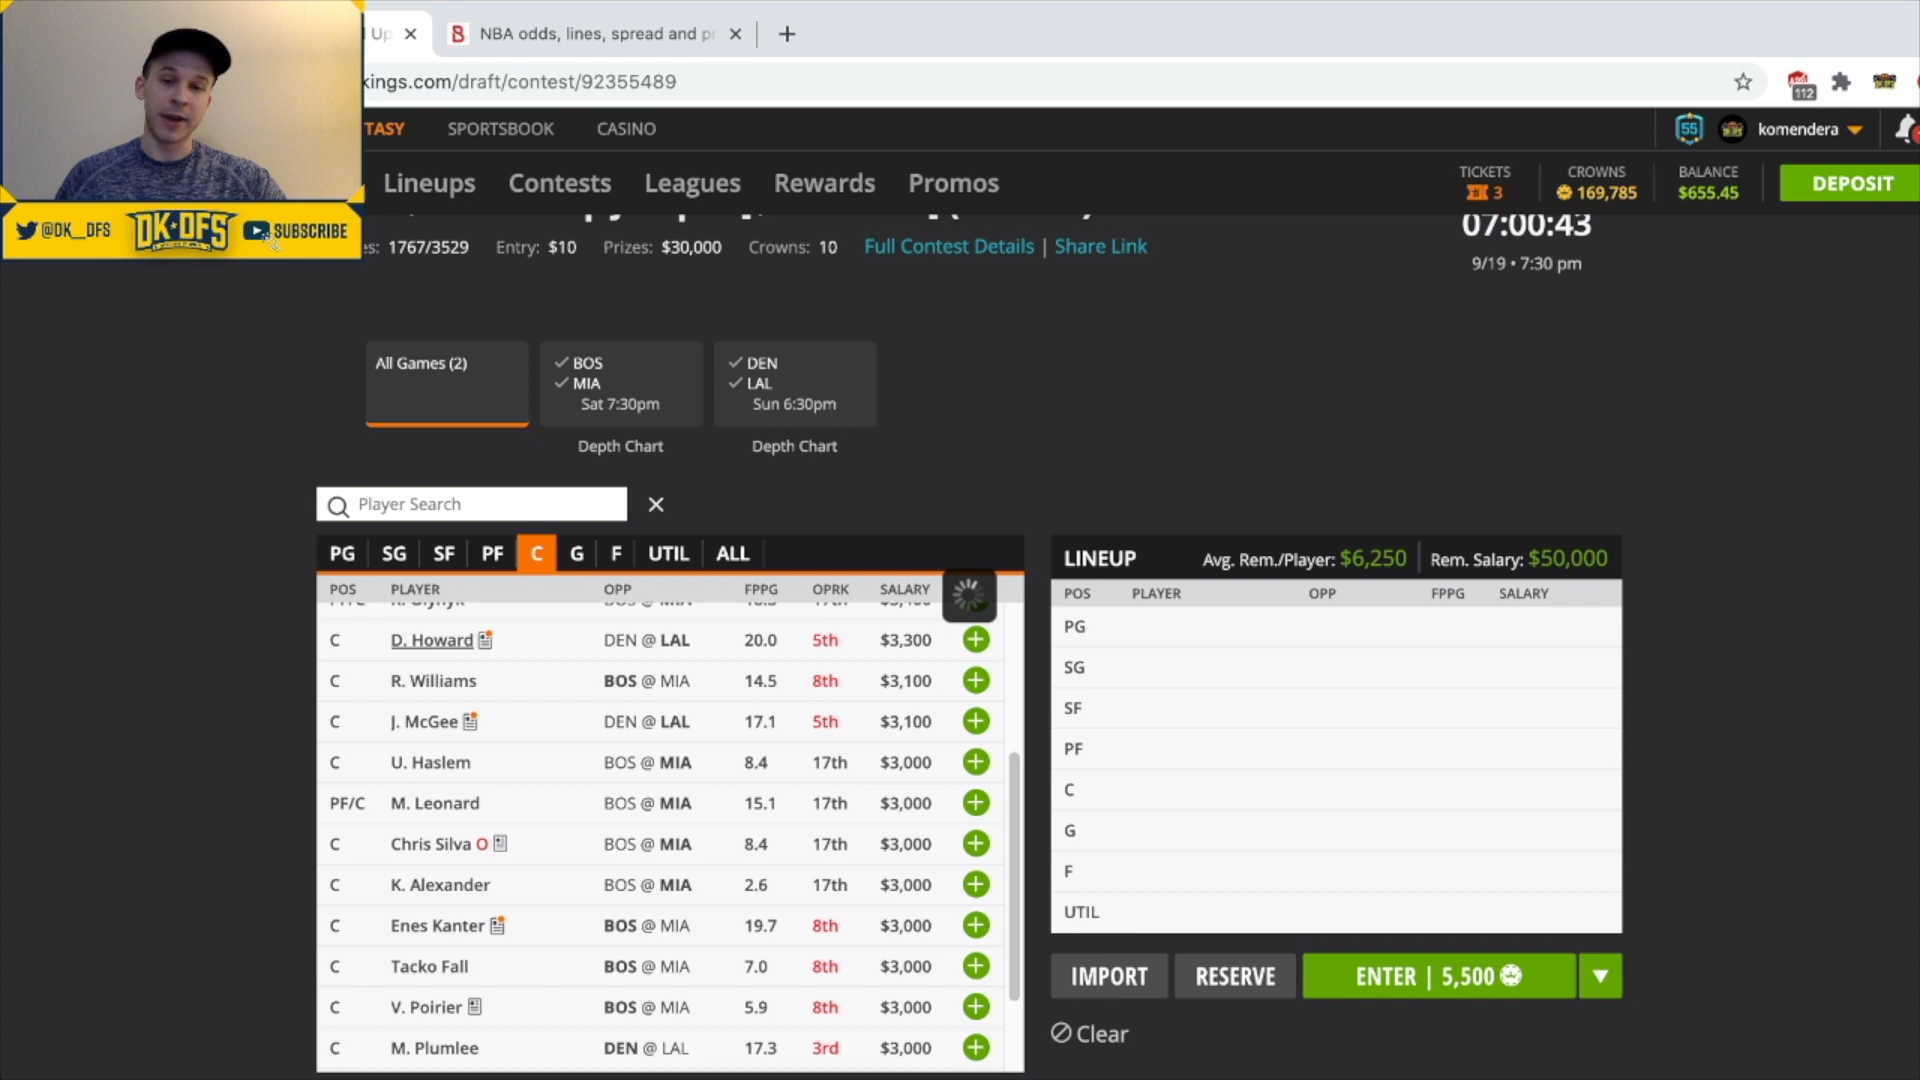 Up
NBA odds, lines, spread and pr
kings.com/draft/contest/92355489
112
TASY SPORTSBOOK CASINO
55 komendera
Lineups Contests Leagues Rewards Promos
TICKETS 3
CROWNS 169,785
BALANCE $655.45
DEPOSIT
@DK__DFS DK★DFS SUBSCRIBE
es: 1767/3529 Entry: $10 Prizes: $30,000 Crowns: 10 Full Contest Details | Share Link
07:00:43
9/19 • 7:30 pm
All Games (2)
BOS
MIA
Sat 7:30pm
DEN
LAL
Sun 6:30pm
Depth Chart Depth Chart
Player Search
PG SG SF PF C G F UTIL ALL
POS PLAYER OPP FPPG OPRK SALARY
C D. Howard DEN @ LAL 20.0 5th $3,300
C R. Williams BOS @ MIA 14.5 8th $3,100
C J. McGee DEN @ LAL 17.1 5th $3,100
C U. Haslem BOS @ MIA 8.4 17th $3,000
PF/C M. Leonard BOS @ MIA 15.1 17th $3,000
C Chris Silva O BOS @ MIA 8.4 17th $3,000
C K. Alexander BOS @ MIA 2.6 17th $3,000
C Enes Kanter BOS @ MIA 19.7 8th $3,000
C Tacko Fall BOS @ MIA 7.0 8th $3,000
C V. Poirier BOS @ MIA 5.9 8th $3,000
C M. Plumlee DEN @ LAL 17.3 3rd $3,000
LINEUP Avg. Rem./Player: $6,250 Rem. Salary: $50,000
POS PLAYER OPP FPPG SALARY
PG
SG
SF
PF
C
G
F
UTIL
IMPORT RESERVE ENTER | 5,500
Clear